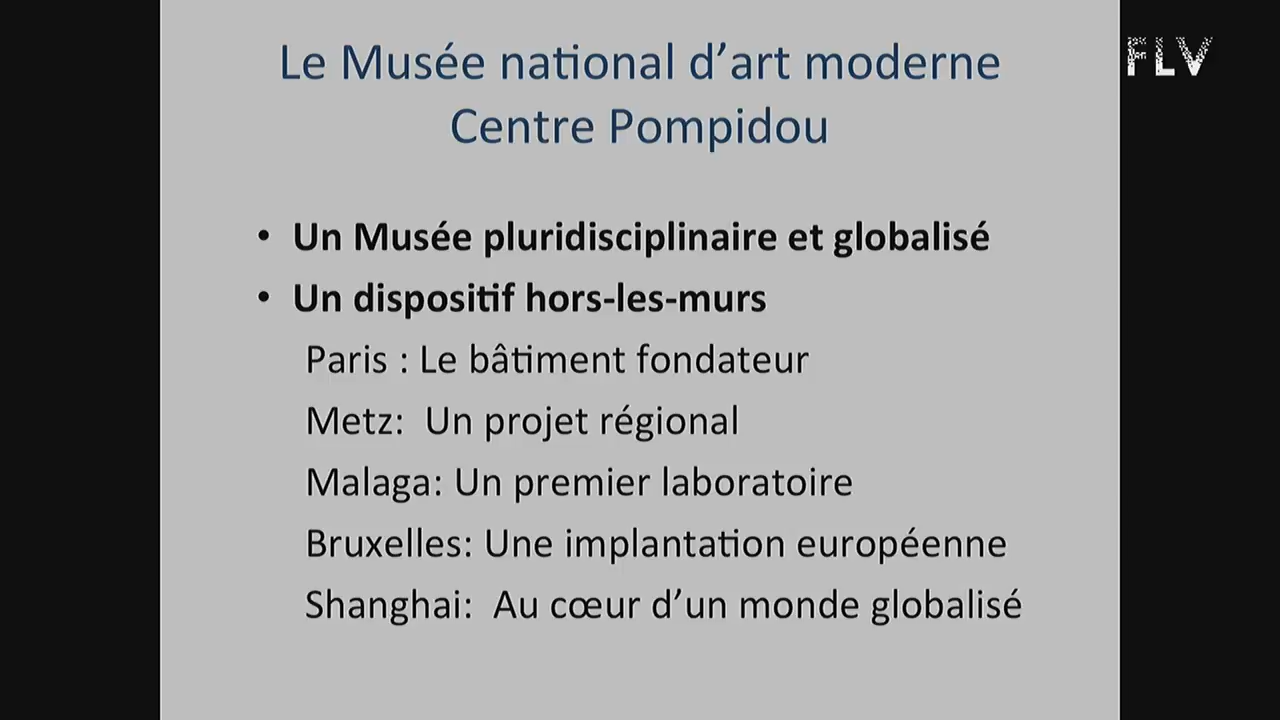 Le Musée national d’art moderne
Centre Pompidou
FLV
• Un Musée pluridisciplinaire et globalisé
• Un dispositif hors-les-murs
Paris : Le bâtiment fondateur
Metz:  Un projet régional
Malaga: Un premier laboratoire
Bruxelles: Une implantation européenne
Shanghai:  Au cœur d’un monde globalisé